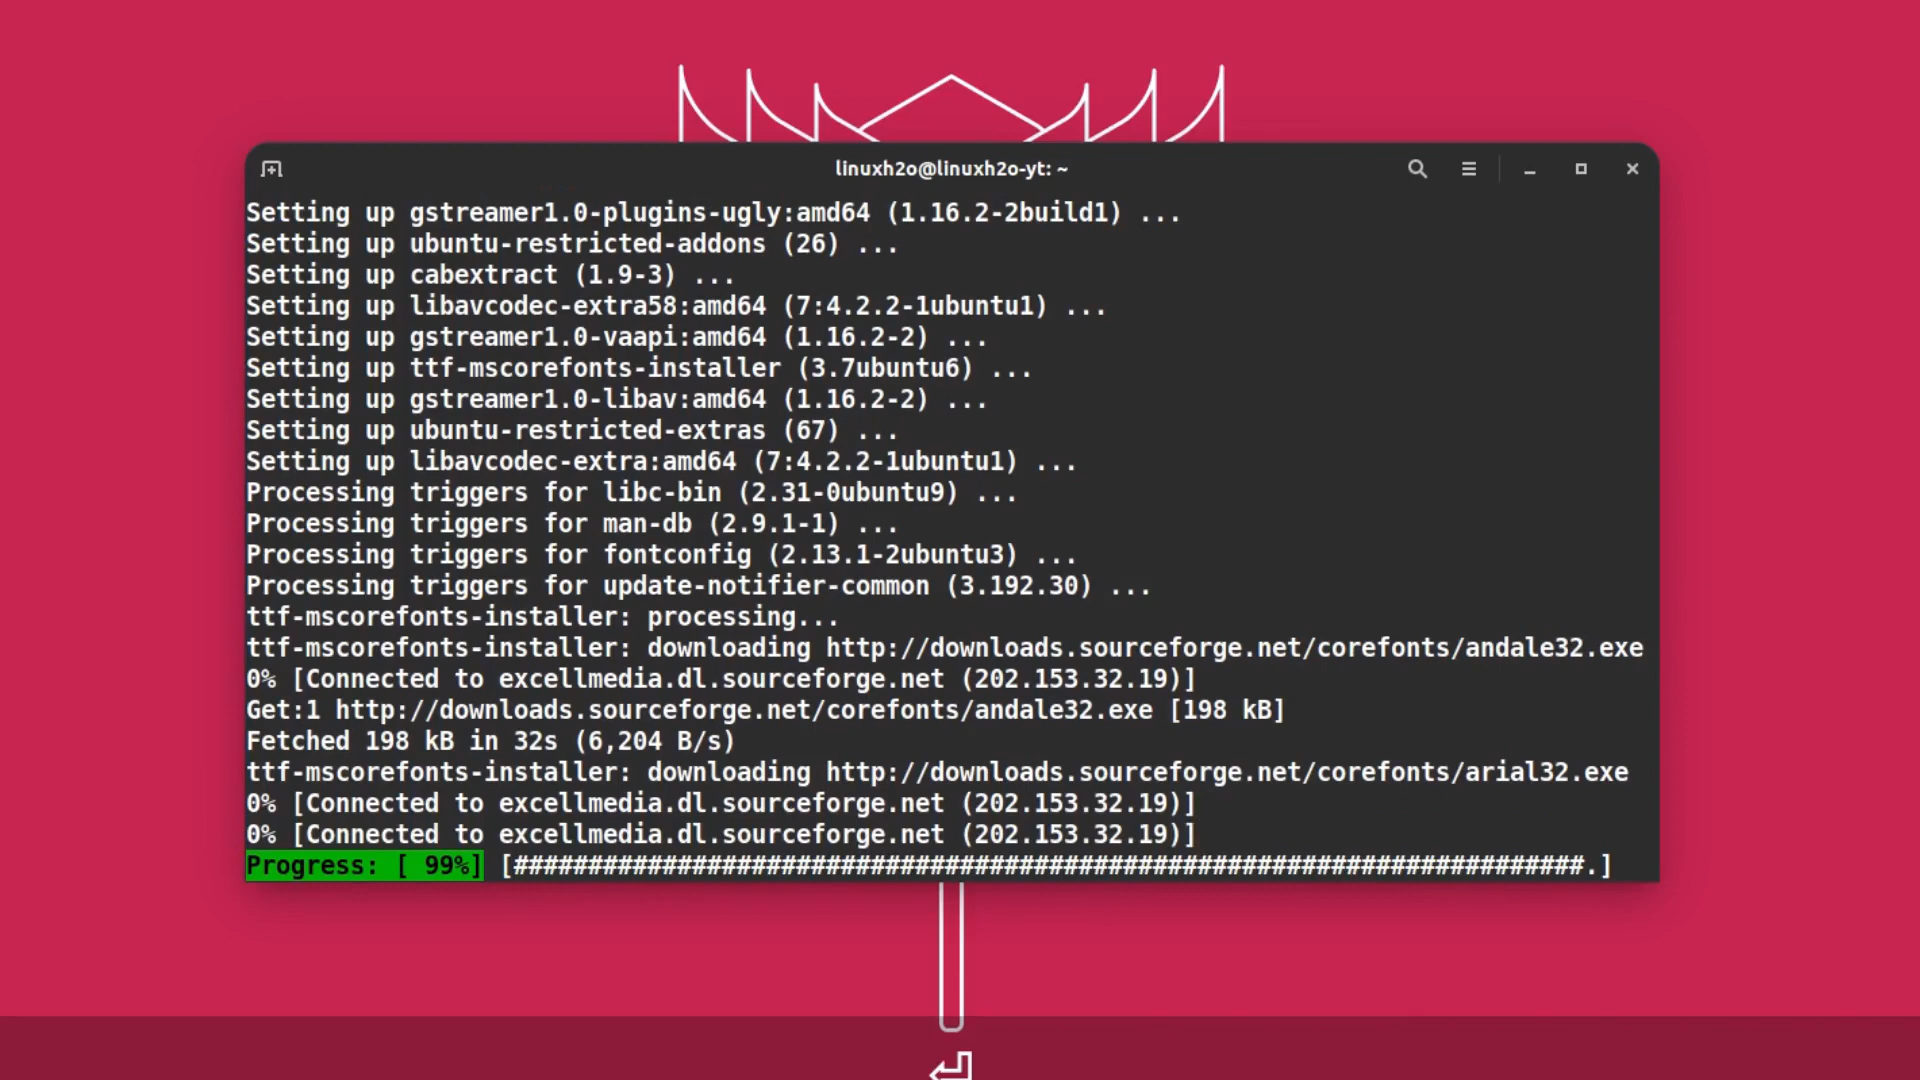 linuxh2o@linuxh2o-yt: ~
Setting up gstreamer1.0-plugins-ugly:amd64 (1.16.2-2build1) ...
Setting up ubuntu-restricted-addons (26) ...
Setting up cabextract (1.9-3) ...
Setting up libavcodec-extra58:amd64 (7:4.2.2-1ubuntu1) ...
Setting up gstreamer1.0-vaapi:amd64 (1.16.2-2) ...
Setting up ttf-mscorefonts-installer (3.7ubuntu6) ...
Setting up gstreamer1.0-libav:amd64 (1.16.2-2) ...
Setting up ubuntu-restricted-extras (67) ...
Setting up libavcodec-extra:amd64 (7:4.2.2-1ubuntu1) ...
Processing triggers for libc-bin (2.31-0ubuntu9) ...
Processing triggers for man-db (2.9.1-1) ...
Processing triggers for fontconfig (2.13.1-2ubuntu3) ...
Processing triggers for update-notifier-common (3.192.30) ...
ttf-mscorefonts-installer: processing...
ttf-mscorefonts-installer: downloading http://downloads.sourceforge.net/corefonts/andale32.exe
0% [Connected to excellmedia.dl.sourceforge.net (202.153.32.19)]
Get:1 http://downloads.sourceforge.net/corefonts/andale32.exe [198 kB]
Fetched 198 kB in 32s (6,204 B/s)
ttf-mscorefonts-installer: downloading http://downloads.sourceforge.net/corefonts/arial32.exe
0% [Connected to excellmedia.dl.sourceforge.net (202.153.32.19)]
0% [Connected to excellmedia.dl.sourceforge.net (202.153.32.19)]
Progress: [ 99%] [########################################################################.]